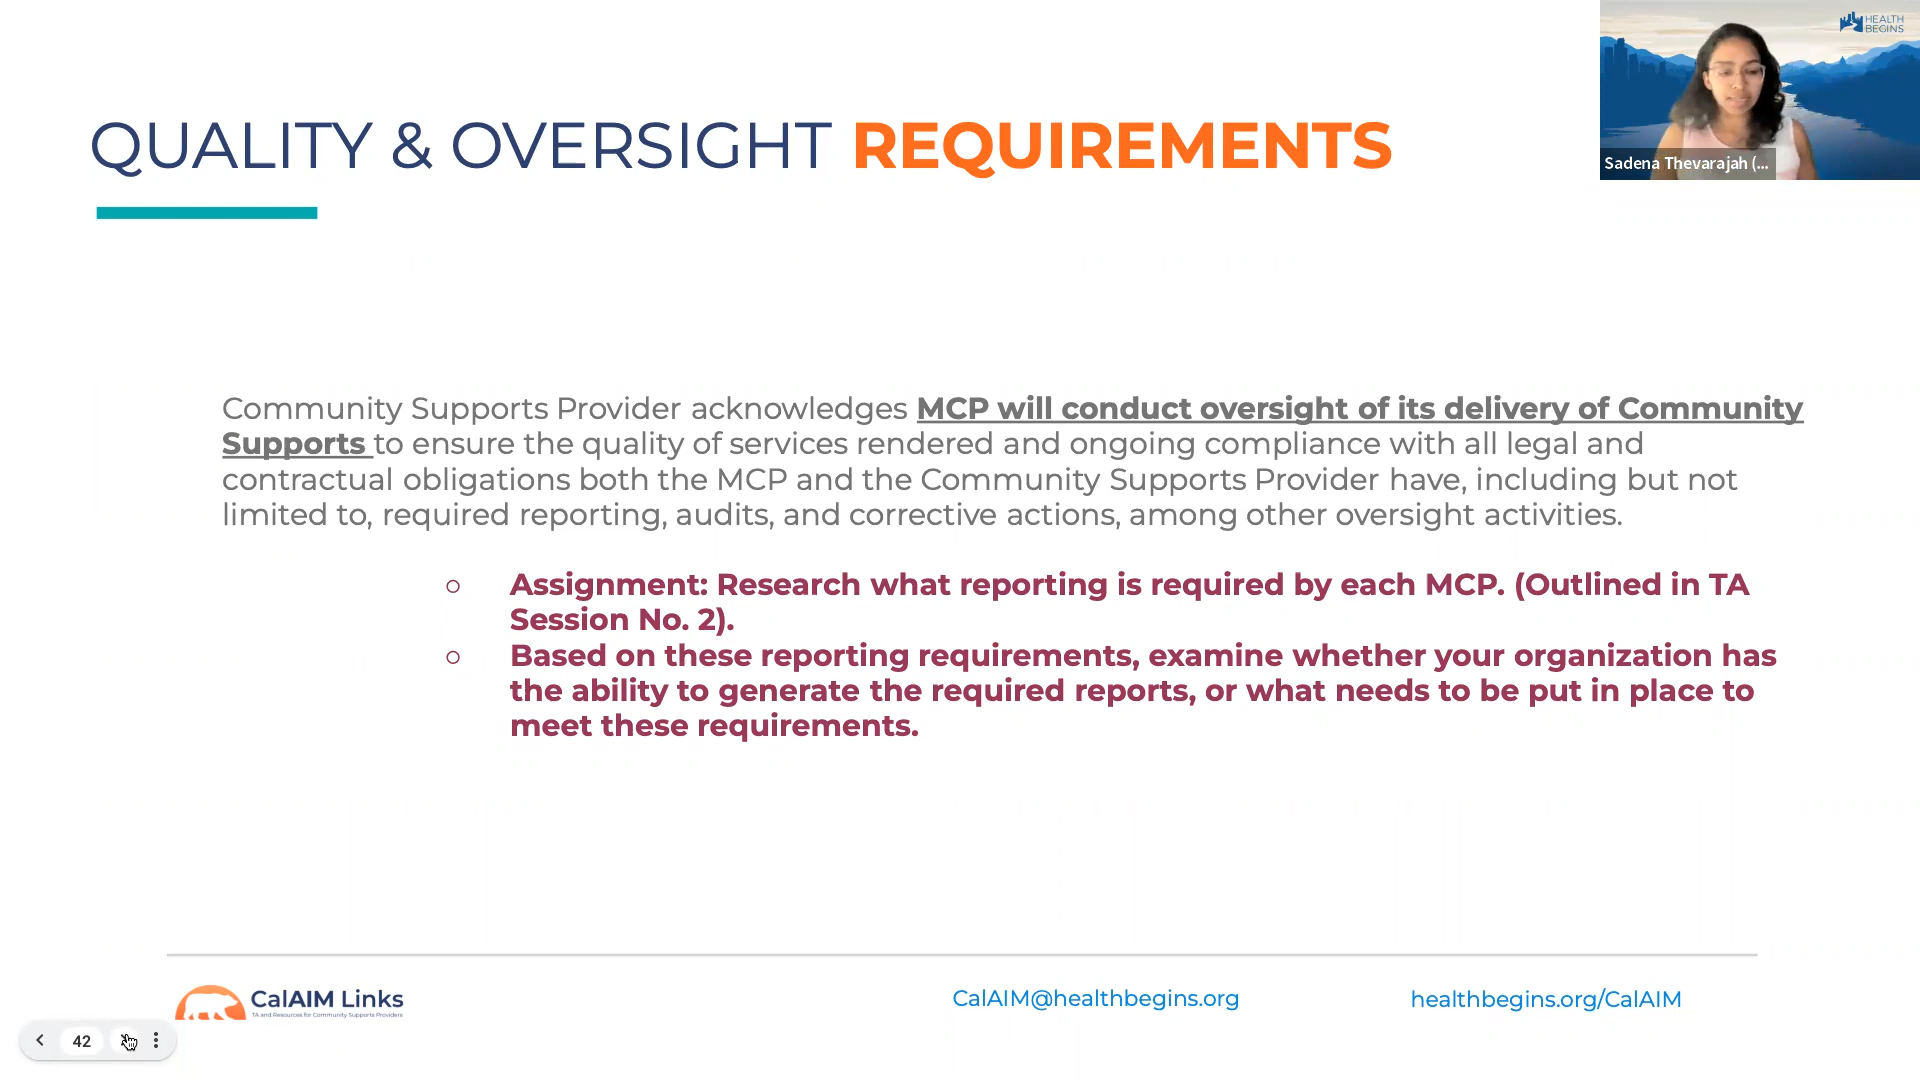 HEALTH
BEGINS
Sadena Thevarajah (...
QUALITY & OVERSIGHT REQUIREMENTS
Community Supports Provider acknowledges MCP will conduct oversight of its delivery of Community
Supports to ensure the quality of services rendered and ongoing compliance with all legal and
contractual obligations both the MCP and the Community Supports Provider have, including but not
limited to, required reporting, audits, and corrective actions, among other oversight activities.
○ Assignment: Research what reporting is required by each MCP. (Outlined in TA
Session No. 2).
○ Based on these reporting requirements, examine whether your organization has
the ability to generate the required reports, or what needs to be put in place to
meet these requirements.
CalAIM Links
TA and Resources for Community Supports Providers
CalAIM@healthbegins.org
healthbegins.org/CalAIM
42